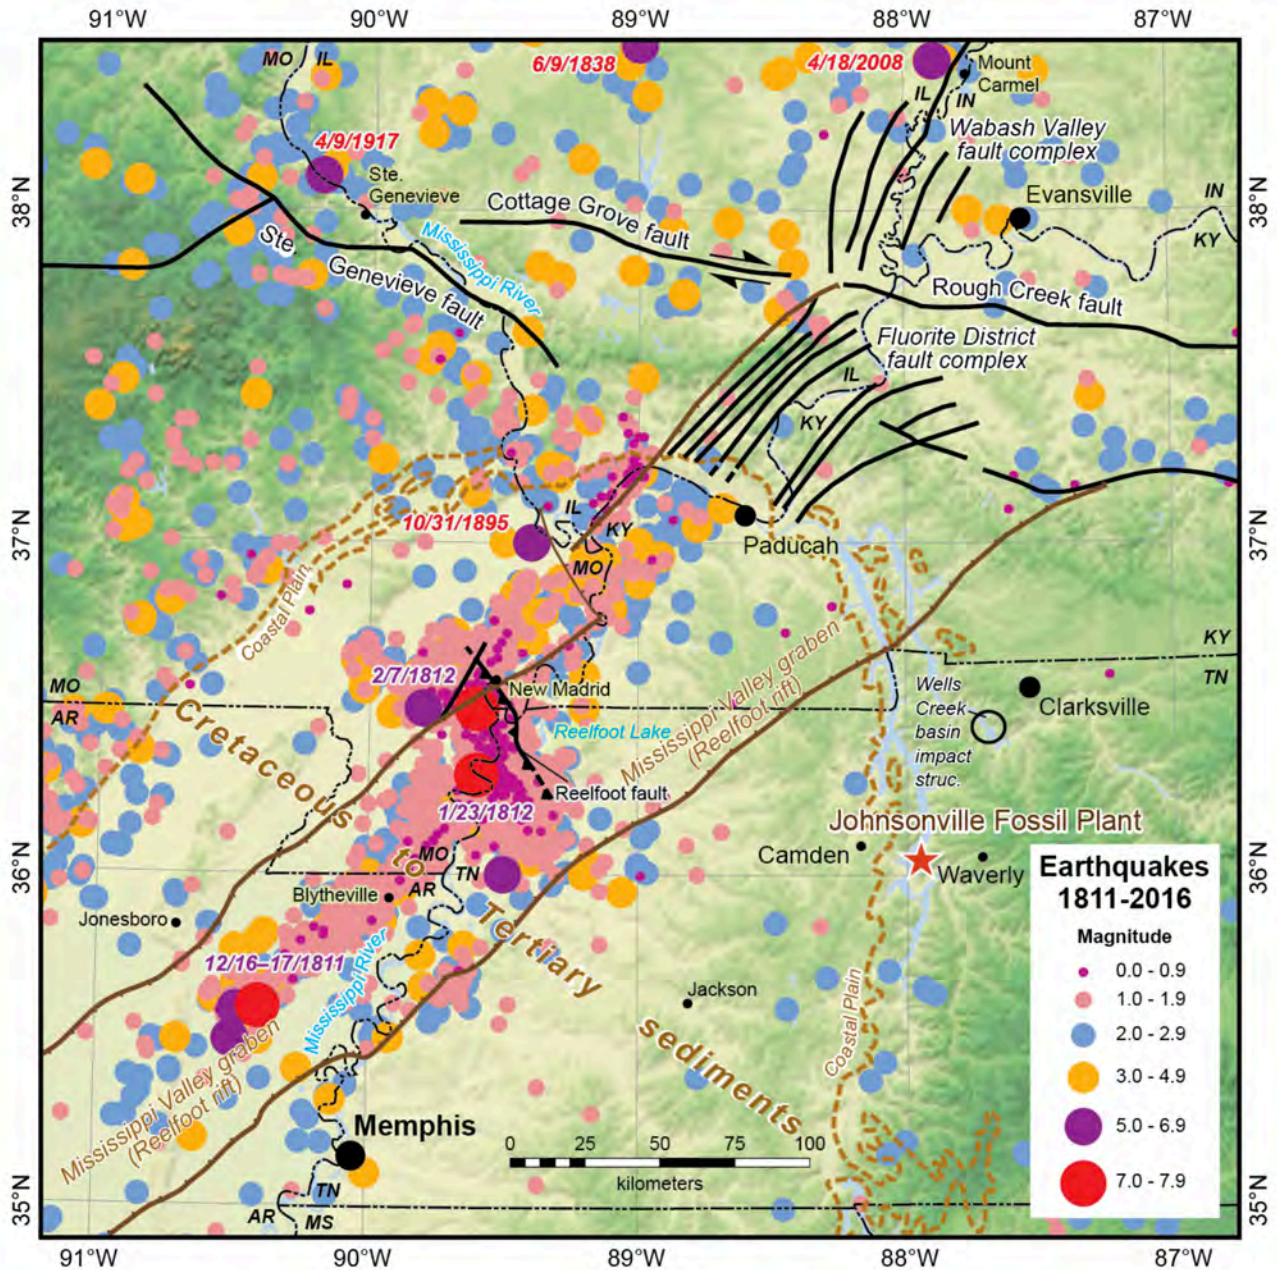 91°W 90°W 89°W 88°W 87°W
MO IL
6/9/1838
4/18/2008
Mount
Carmel
IL IN
4/9/1917
Wabash Valley
fault complex
Ste.
Genevieve
38°N
Evansville
IN
38°N
Cottage Grove fault
KY
Ste.
Genevieve fault
Mississippi River
Rough Creek fault
Fluorite District
fault complex
IL
KY
37°N
10/31/1895
IL
KY
MO
Paducah
37°N
Coastal Plain
KY
TN
2/7/1812
MO
AR
New Madrid
Reelfoot Lake
Mississippi Valley graben
(Reelfoot rift)
Wells
Creek
basin
impact
struc.
Clarksville
Cretaceous
to
Tertiary
sediments
Reelfoot fault
1/23/1812
Johnsonville Fossil Plant
36°N
MO
AR
TN
Camden
Waverly
36°N
Blytheville
Jonesboro
12/16–17/1811
Mississippi River
Jackson
Coastal Plain
Mississippi Valley graben
(Reelfoot rift)
Memphis
0 25 50 75 100
kilometers
35°N
TN
AR
MS
35°N
Earthquakes
1811-2016
Magnitude
0.0 - 0.9
1.0 - 1.9
2.0 - 2.9
3.0 - 4.9
5.0 - 6.9
7.0 - 7.9
91°W 90°W 89°W 88°W 87°W